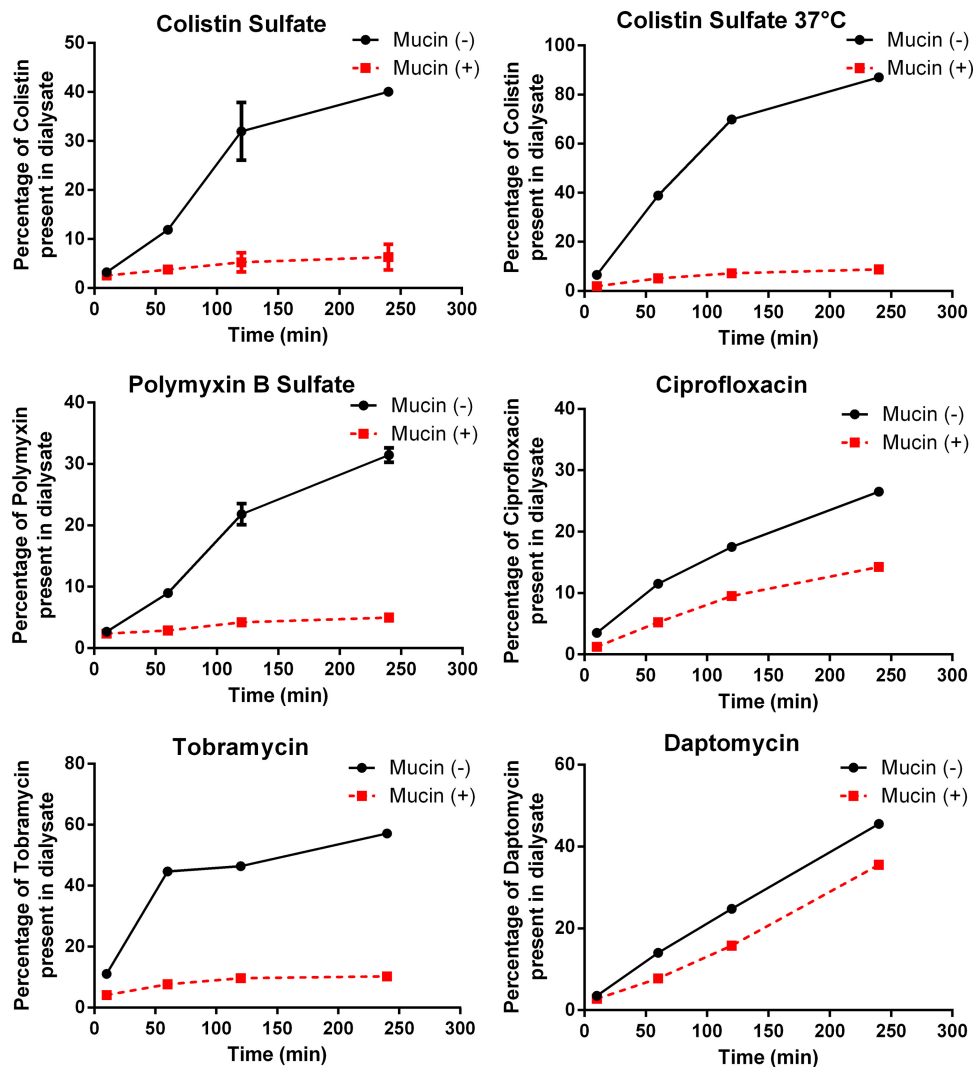 Colistin Sulfate
Mucin (-)
Mucin (+)
Percentage of Colistin
present in dialysate
50
40
30
20
10
0
0 50 100 150 200 250 300
Time (min)
Colistin Sulfate 37°C
Mucin (-)
Mucin (+)
Percentage of Colistin
present in dialysate
100
80
60
40
20
0
0 50 100 150 200 250 300
Time (min)
Polymyxin B Sulfate
Mucin (-)
Mucin (+)
Percentage of Polymyxin
present in dialysate
40
30
20
10
0
0 50 100 150 200 250 300
Time (min)
Ciprofloxacin
Mucin (-)
Mucin (+)
Percentage of Ciprofloxacin
present in dialysate
40
30
20
10
0
0 50 100 150 200 250 300
Time (min)
Tobramycin
Mucin (-)
Mucin (+)
Percentage of Tobramycin
present in dialysate
80
60
40
20
0
0 50 100 150 200 250 300
Time (min)
Daptomycin
Mucin (-)
Mucin (+)
Percentage of Daptomycin
present in dialysate
60
40
20
0
0 50 100 150 200 250 300
Time (min)